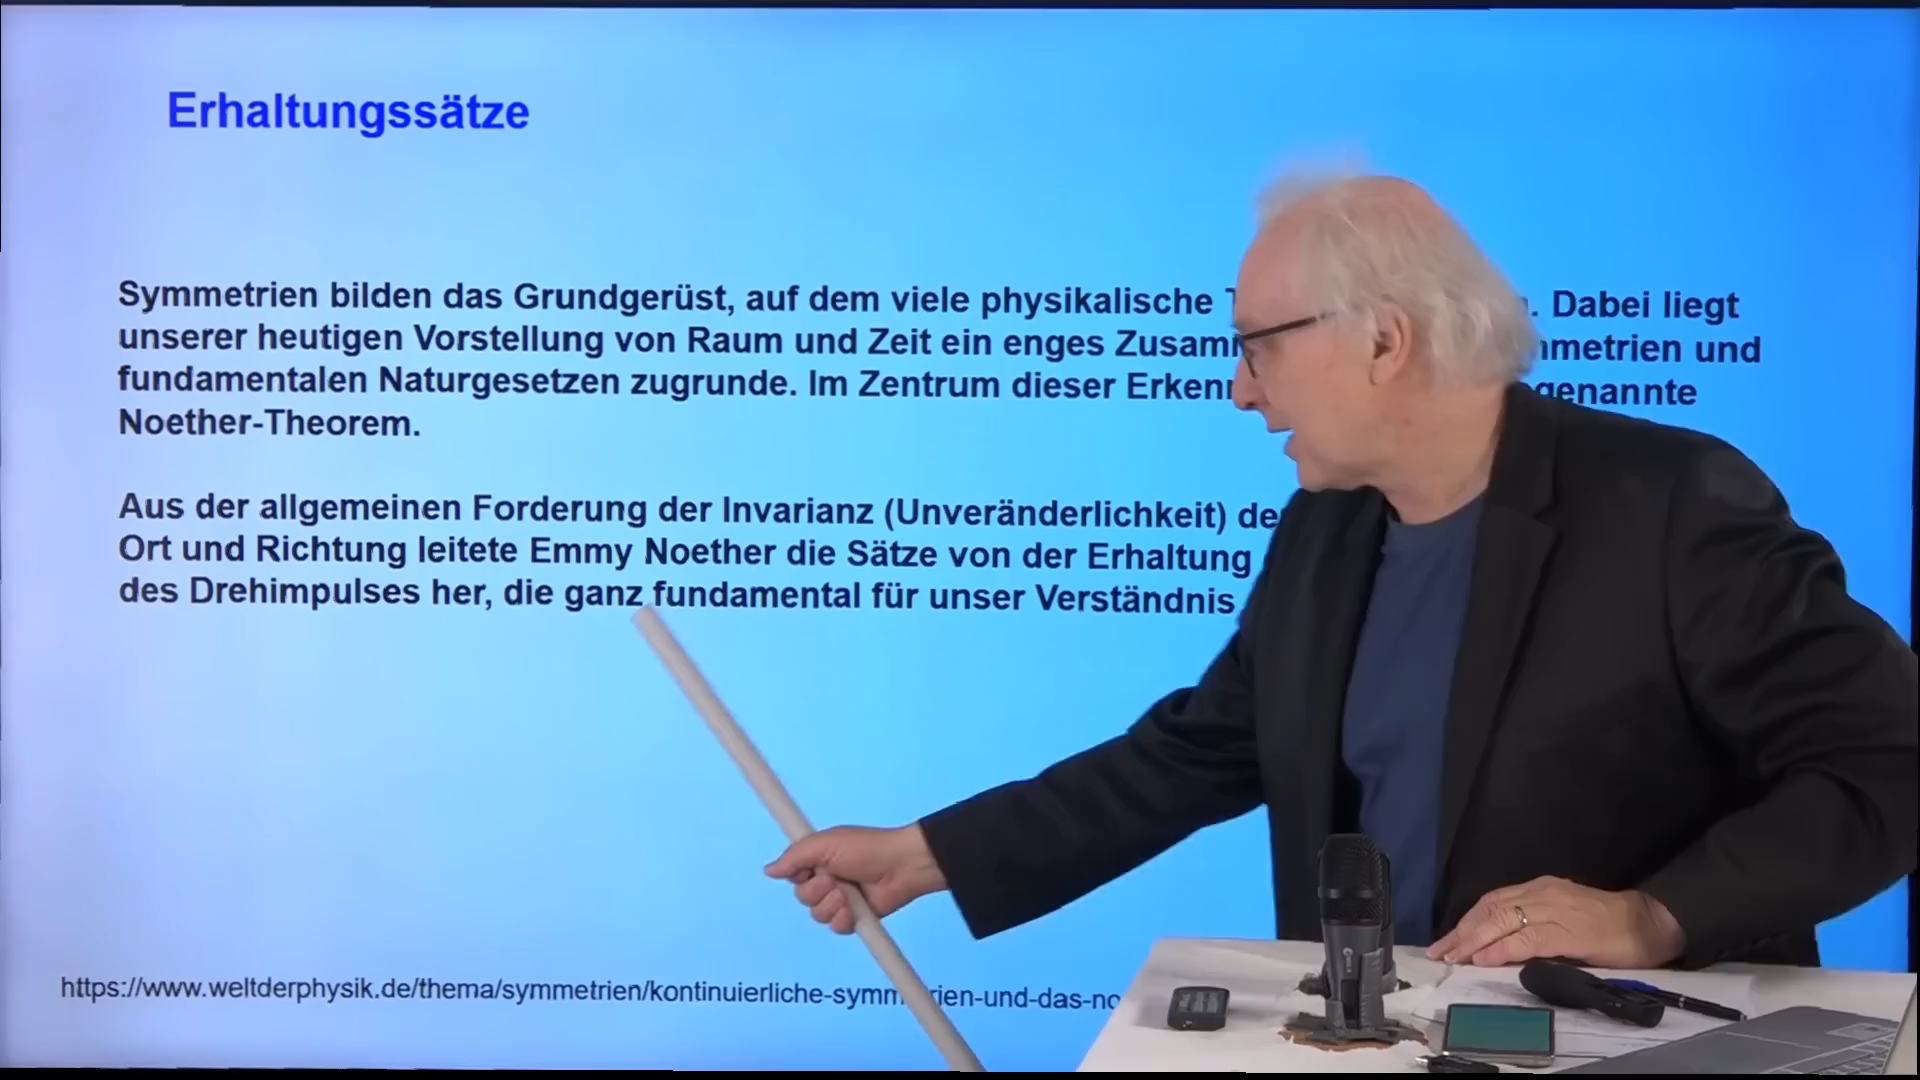 Erhaltungssätze
Symmetrien bilden das Grundgerüst, auf dem viele physikalische . Dabei liegt
unserer heutigen Vorstellung von Raum und Zeit ein enges und
fundamentalen Naturgesetzen zugrunde. Im Zentrum dieser
Noether-Theorem.
Aus der allgemeinen Forderung der Invarianz (Unveränderlichkeit)
Ort und Richtung leitete Emmy Noether die Sätze von der Erhaltung
des Drehimpulses her, die ganz fundamental für unser Verständnis
https://www.weltderphysik.de/thema/symmetrien/kontinuierliche-symm rien-und-das-no